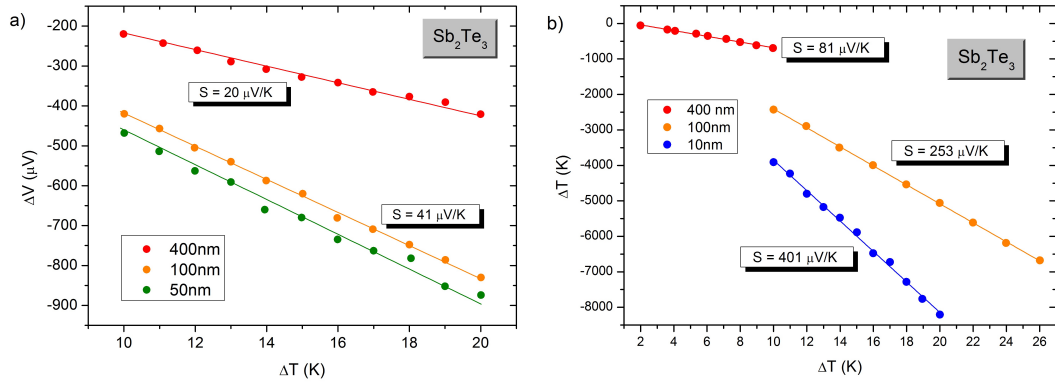 a)
Sb2Te3
-200
-300
-400
-500
-600
-700
-800
-900
ΔV (μV)
S = 20 μV/K
S = 41 μV/K
400nm
100nm
50nm
10 12 14 16 18 20
ΔT (K)
b)
Sb2Te3
0
-1000
-2000
-3000
-4000
-5000
-6000
-7000
-8000
ΔT (K)
S = 81 μV/K
400 nm
100nm
10nm
S = 253 μV/K
S = 401 μV/K
2 4 6 8 10 12 14 16 18 20 22 24 26
ΔT (K)